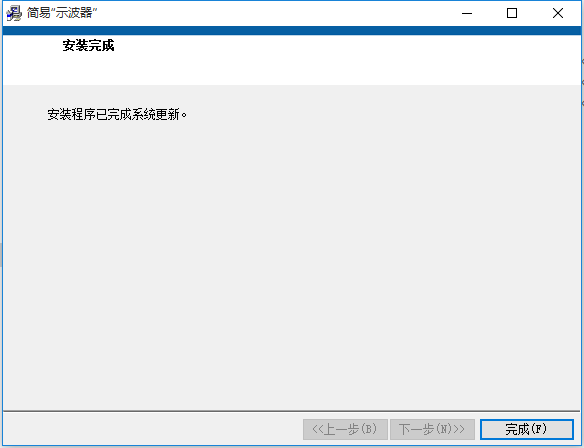 简易"示波器"
安装完成
安装程序已完成系统更新。
<<上一步(B)
下一步(N)>>
完成(F)